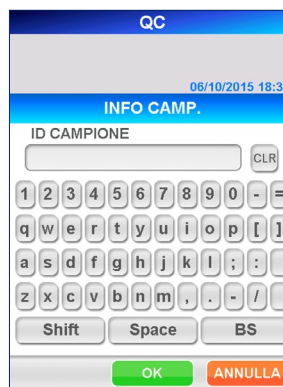 QC
06/10/2015 18:3
INFO CAMP.
ID CAMPIONE
CLR
1 2 3 4 5 6 7 8 9 0 - =
q w e r t y u i o p [ ]
a s d f g h j k l ; :
z x c v b n m , . - /
Shift Space BS
OK ANNULLA